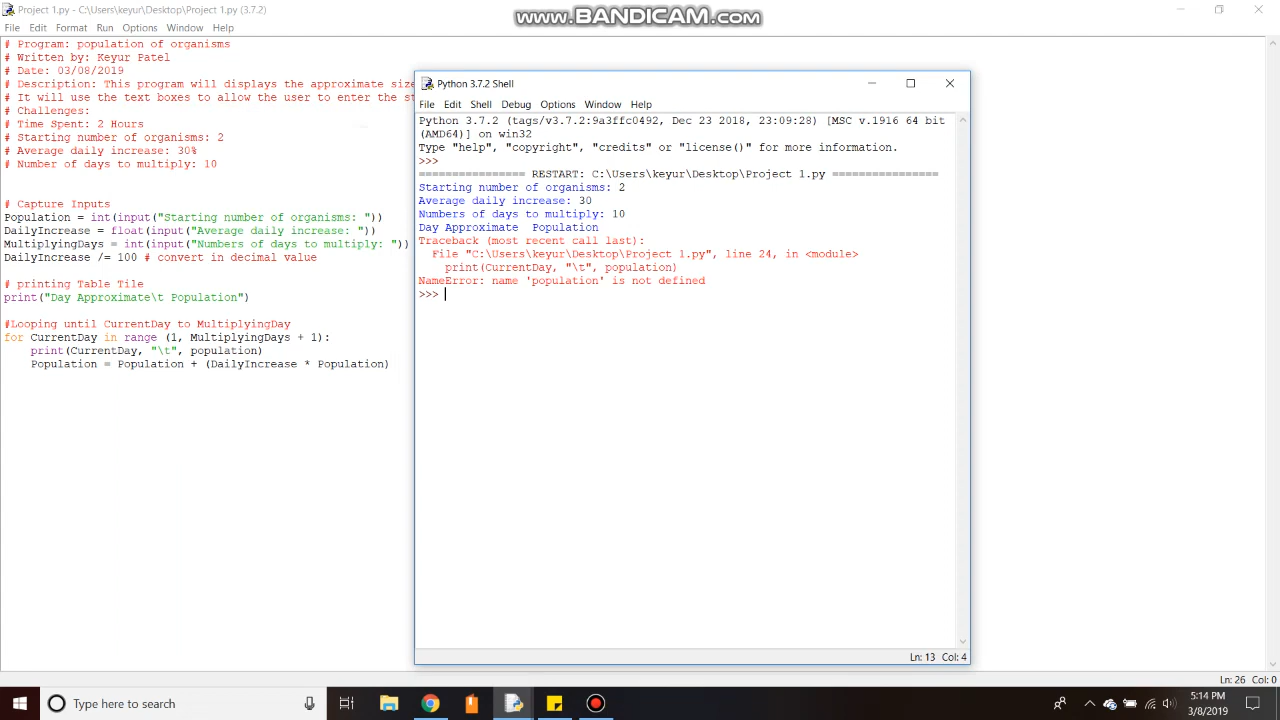 Project 1.py - C:\Users\keyur\Desktop\Project 1.py (3.7.2)
www.BANDICAM.com
File Edit Format Run Options Window Help
# Program: population of organisms
# Written by: Keyur Patel
# Date: 03/08/2019
# Description: This program will displays the approximate size
# It will use the text boxes to allow the user to enter the st
# Challenges:
# Time Spent: 2 Hours
# Starting number of organisms: 2
# Average daily increase: 30%
# Number of days to multiply: 10
# Capture Inputs
Population = int(input("Starting number of organisms: "))
DailyIncrease = float(input("Average daily increase: "))
MultiplyingDays = int(input("Numbers of days to multiply: "))
DailyIncrease /= 100 # convert in decimal value
# printing Table Tile
print("Day Approximate\t Population")
#Looping until CurrentDay to MultiplyingDay
for CurrentDay in range (1, MultiplyingDays + 1):
print(CurrentDay, "\t", population)
Population = Population + (DailyIncrease * Population)
Python 3.7.2 Shell
File Edit Shell Debug Options Window Help
Python 3.7.2 (tags/v3.7.2:9a3ffc0492, Dec 23 2018, 23:09:28) [MSC v.1916 64 bit
(AMD64)] on win32
Type "help", "copyright", "credits" or "license()" for more information.
>>>
================ RESTART: C:\Users\keyur\Desktop\Project 1.py ================
Starting number of organisms: 2
Average daily increase: 30
Numbers of days to multiply: 10
Day Approximate  Population
Traceback (most recent call last):
File "C:\Users\keyur\Desktop\Project 1.py", line 24, in <module>
print(CurrentDay, "\t", population)
NameError: name 'population' is not defined
>>>
Ln: 13 Col: 4
Ln: 26 Col: 0
Type here to search
5:14 PM
3/8/2019